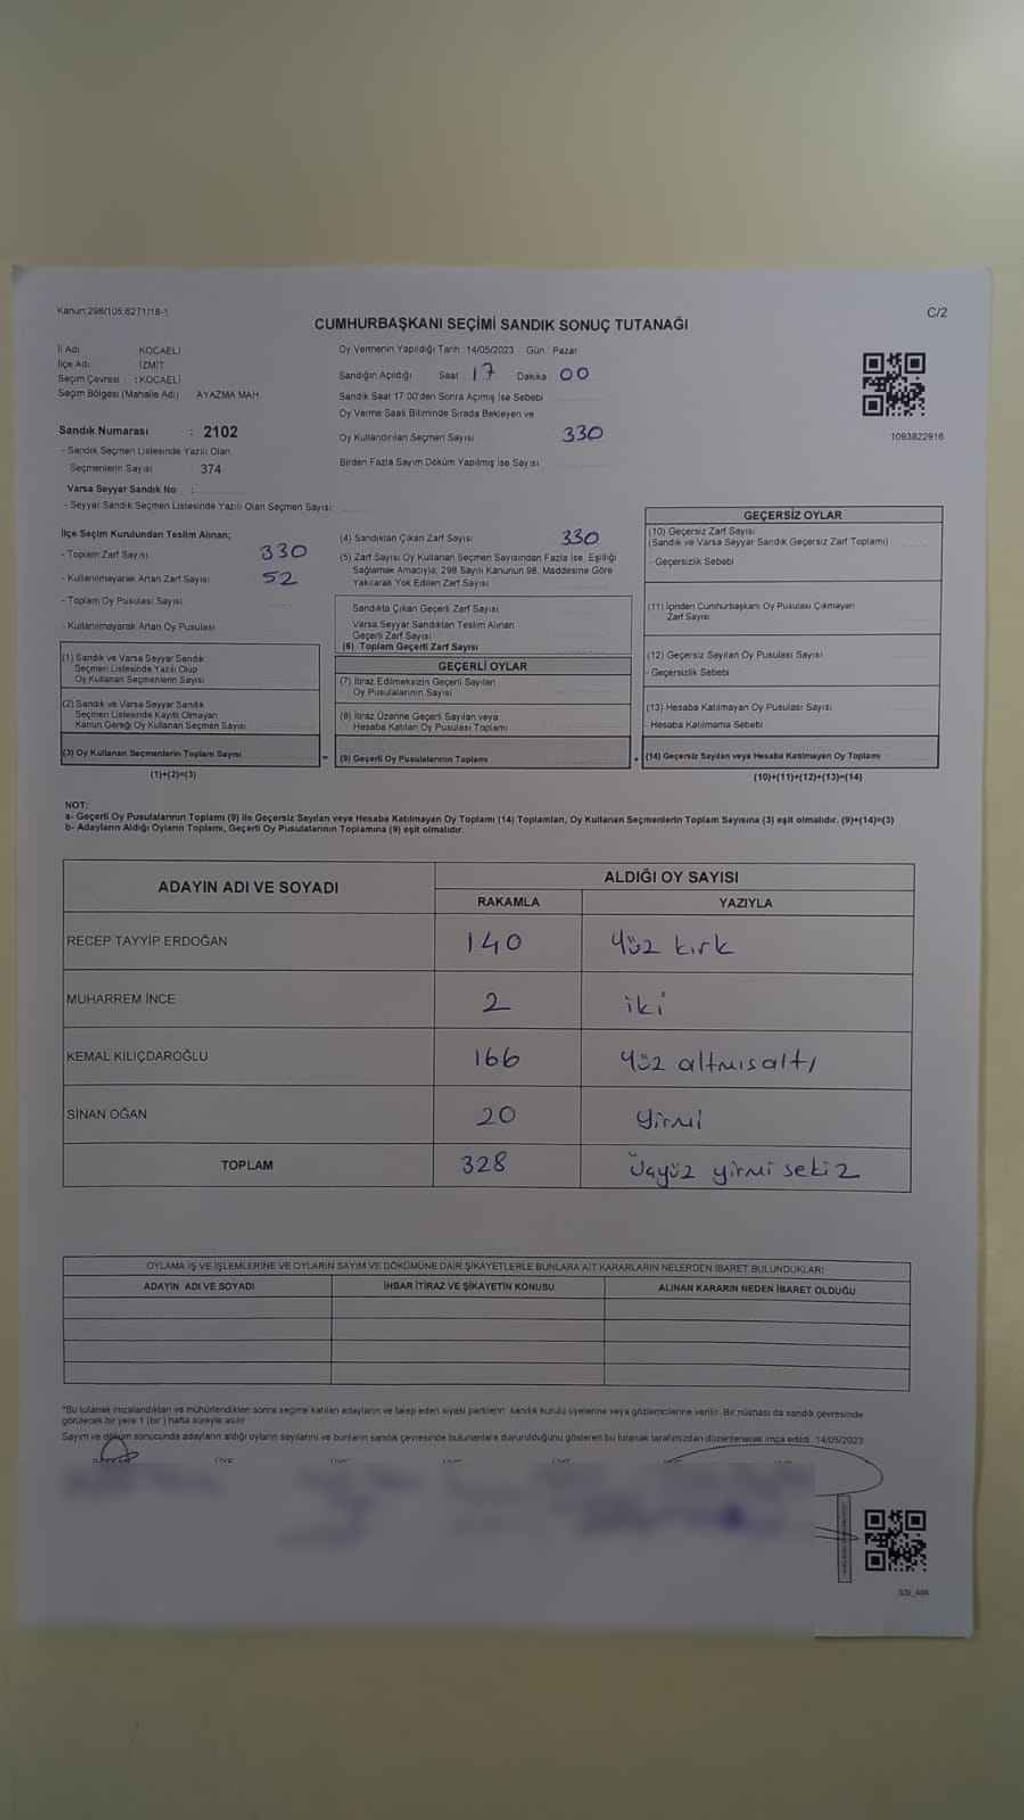 Kanun:298/105,6271/18-1
C/2
CUMHURBAŞKANI SEÇİMİ SANDIK SONUÇ TUTANAĞI
İl Adı KOCAELİ
İlçe Adı İZMİT
Seçim Çevresi : KOCAELİ
Seçim Bölgesi (Mahalle Adı) AYAZMA MAH.
Sandık Numarası : 2102
- Sandık Seçmen Listesinde Yazılı Olan
Seçmenlerin Sayısı 374
Varsa Seyyar Sandık No :
- Seyyar Sandık Seçmen Listesinde Yazılı Olan Seçmen Sayısı
Oy Vermenin Yapıldığı Tarih :14/05/2023 Gün : Pazar
Sandığın Açıldığı Saat : 17 Dakika 00
Sandık Saat 17:00'den Sonra Açılmış İse Sebebi
Oy Verme Saati Bitiminde Sırada Bekleyen ve
Oy Kullandırılan Seçmen Sayısı 330
Birden Fazla Sayım Döküm Yapılmış İse Sayısı
1083822916
İlçe Seçim Kurulundan Teslim Alınan;
- Toplam Zarf Sayısı 330
- Kullanılmayarak Artan Zarf Sayısı 52
- Toplam Oy Pusulası Sayısı
- Kullanılmayarak Artan Oy Pusulası
(1) Sandık ve Varsa Seyyar Sandık
Seçmen Listesinde Yazılı Olup
Oy Kullanan Seçmenlerin Sayısı
(2) Sandık ve Varsa Seyyar Sandık
Seçmen Listesinde Kayıtlı Olmayan
Kanun Gereği Oy Kullanan Seçmen Sayısı
(3) Oy Kullanan Seçmenlerin Toplam Sayısı
(1)+(2)=(3)
(4) Sandıktan Çıkan Zarf Sayısı 330
(5) Zarf Sayısı Oy Kullanan Seçmen Sayısından Fazla İse, Eşitliği
Sağlamak Amacıyla; 298 Sayılı Kanunun 98. Maddesine Göre
Yakılarak Yok Edilen Zarf Sayısı
Sandıkta Çıkan Geçerli Zarf Sayısı
Varsa Seyyar Sandıktan Teslim Alınan
Geçerli Zarf Sayısı
(6) Toplam Geçerli Zarf Sayısı
GEÇERLİ OYLAR
(7) İtiraz Edilmeksizin Geçerli Sayılan
Oy Pusulalarının Sayısı
(8) İtiraz Üzerine Geçerli Sayılan veya
Hesaba Katılan Oy Pusulası Toplamı
(9) Geçerli Oy Pusulalarının Toplamı
GEÇERSİZ OYLAR
(10) Geçersiz Zarf Sayısı
(Sandık ve Varsa Seyyar Sandık Geçersiz Zarf Toplamı)
- Geçersizlik Sebebi
(11) İçinden Cumhurbaşkanı Oy Pusulası Çıkmayan
Zarf Sayısı
(12) Geçersiz Sayılan Oy Pusulası Sayısı
- Geçersizlik Sebebi
(13) Hesaba Katılmayan Oy Pusulası Sayısı
- Hesaba Katılmama Sebebi
(14) Geçersiz Sayılan veya Hesaba Katılmayan Oy Toplamı
(10)+(11)+(12)+(13)=(14)
NOT:
a- Geçerli Oy Pusulalarının Toplamı (9) ile Geçersiz Sayılan veya Hesaba Katılmayan Oy Toplamı (14) Toplamları, Oy Kullanan Seçmenlerin Toplam Sayısına (3) eşit olmalıdır. (9)+(14)=(3)
b- Adayların Aldığı Oyların Toplamı, Geçerli Oy Pusulalarının Toplamına (9) eşit olmalıdır.
ADAYIN ADI VE SOYADI ALDIĞI OY SAYISI
RAKAMLA YAZIYLA
RECEP TAYYİP ERDOĞAN 140 Yüz kırk
MUHARREM İNCE 2 iki
KEMAL KILIÇDAROĞLU 166 Yüz altmısaltı
SİNAN OĞAN 20 Yirmi
TOPLAM 328 Üçyüz yirmi sekiz
OYLAMA İŞ VE İŞLEMLERİNE VE OYLARIN SAYIM VE DÖKÜMÜNE DAİR ŞİKAYETLERLE BUNLARA AİT KARARLARIN NELERDEN İBARET BULUNDUKLARI
ADAYIN ADI VE SOYADI İHBAR İTİRAZ VE ŞİKAYETİN KONUSU ALINAN KARARIN NEDEN İBARET OLDUĞU
*Bu tutanak imzalandıktan ve mühürlendikten sonra seçime katılan adayların ve talep eden siyasi partilerin sandık kurulu üyelerine veya gözlemcilerine verilir. Bir nüshası da sandık çevresinde
görülecek bir yere 1 (bir) hafta süreyle asılır
Sayım ve döküm sonucunda adayların aldığı oyların sayılarını ve bunların sandık çevresinde bulunanlara duyurulduğunu gösteren bu tutanak tarafımızdan düzenlenerek imza edildi. 14/05/2023